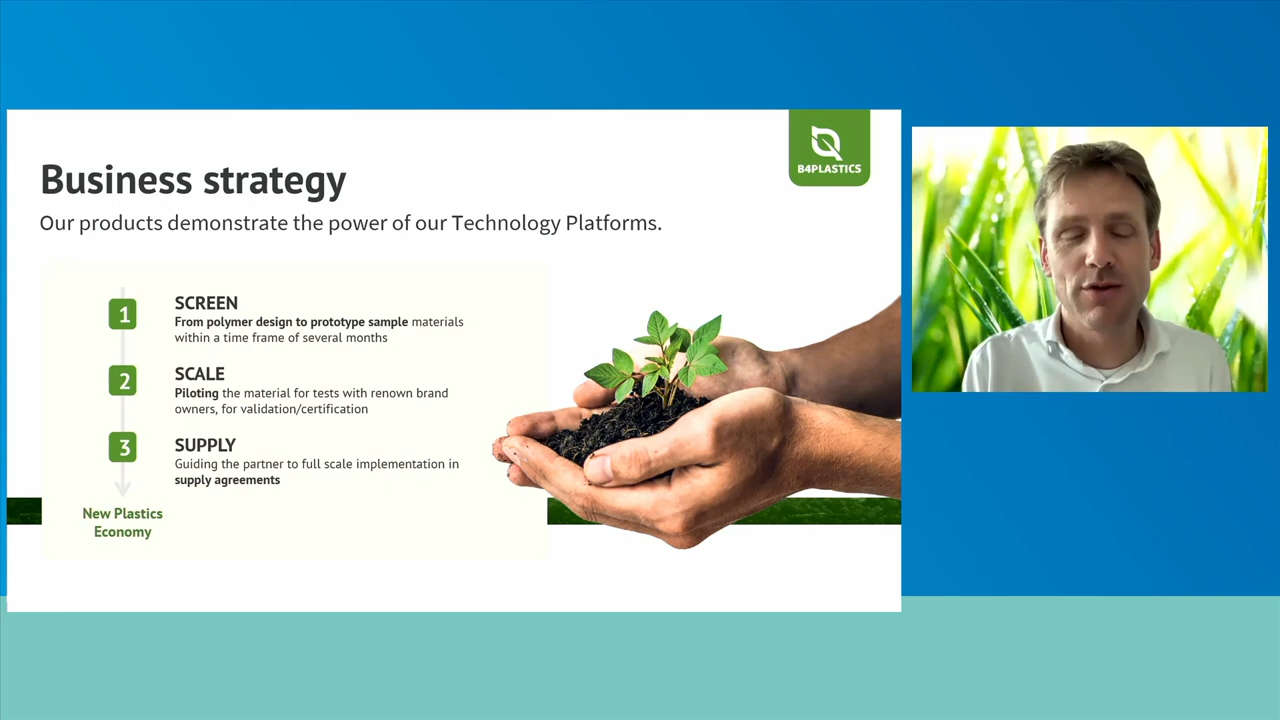 B4PLASTICS
Business strategy
Our products demonstrate the power of our Technology Platforms.
1
SCREEN
From polymer design to prototype sample materials
within a time frame of several months
2
SCALE
Piloting the material for tests with renown brand
owners, for validation/certification
3
SUPPLY
Guiding the partner to full scale implementation in
supply agreements
New Plastics
Economy